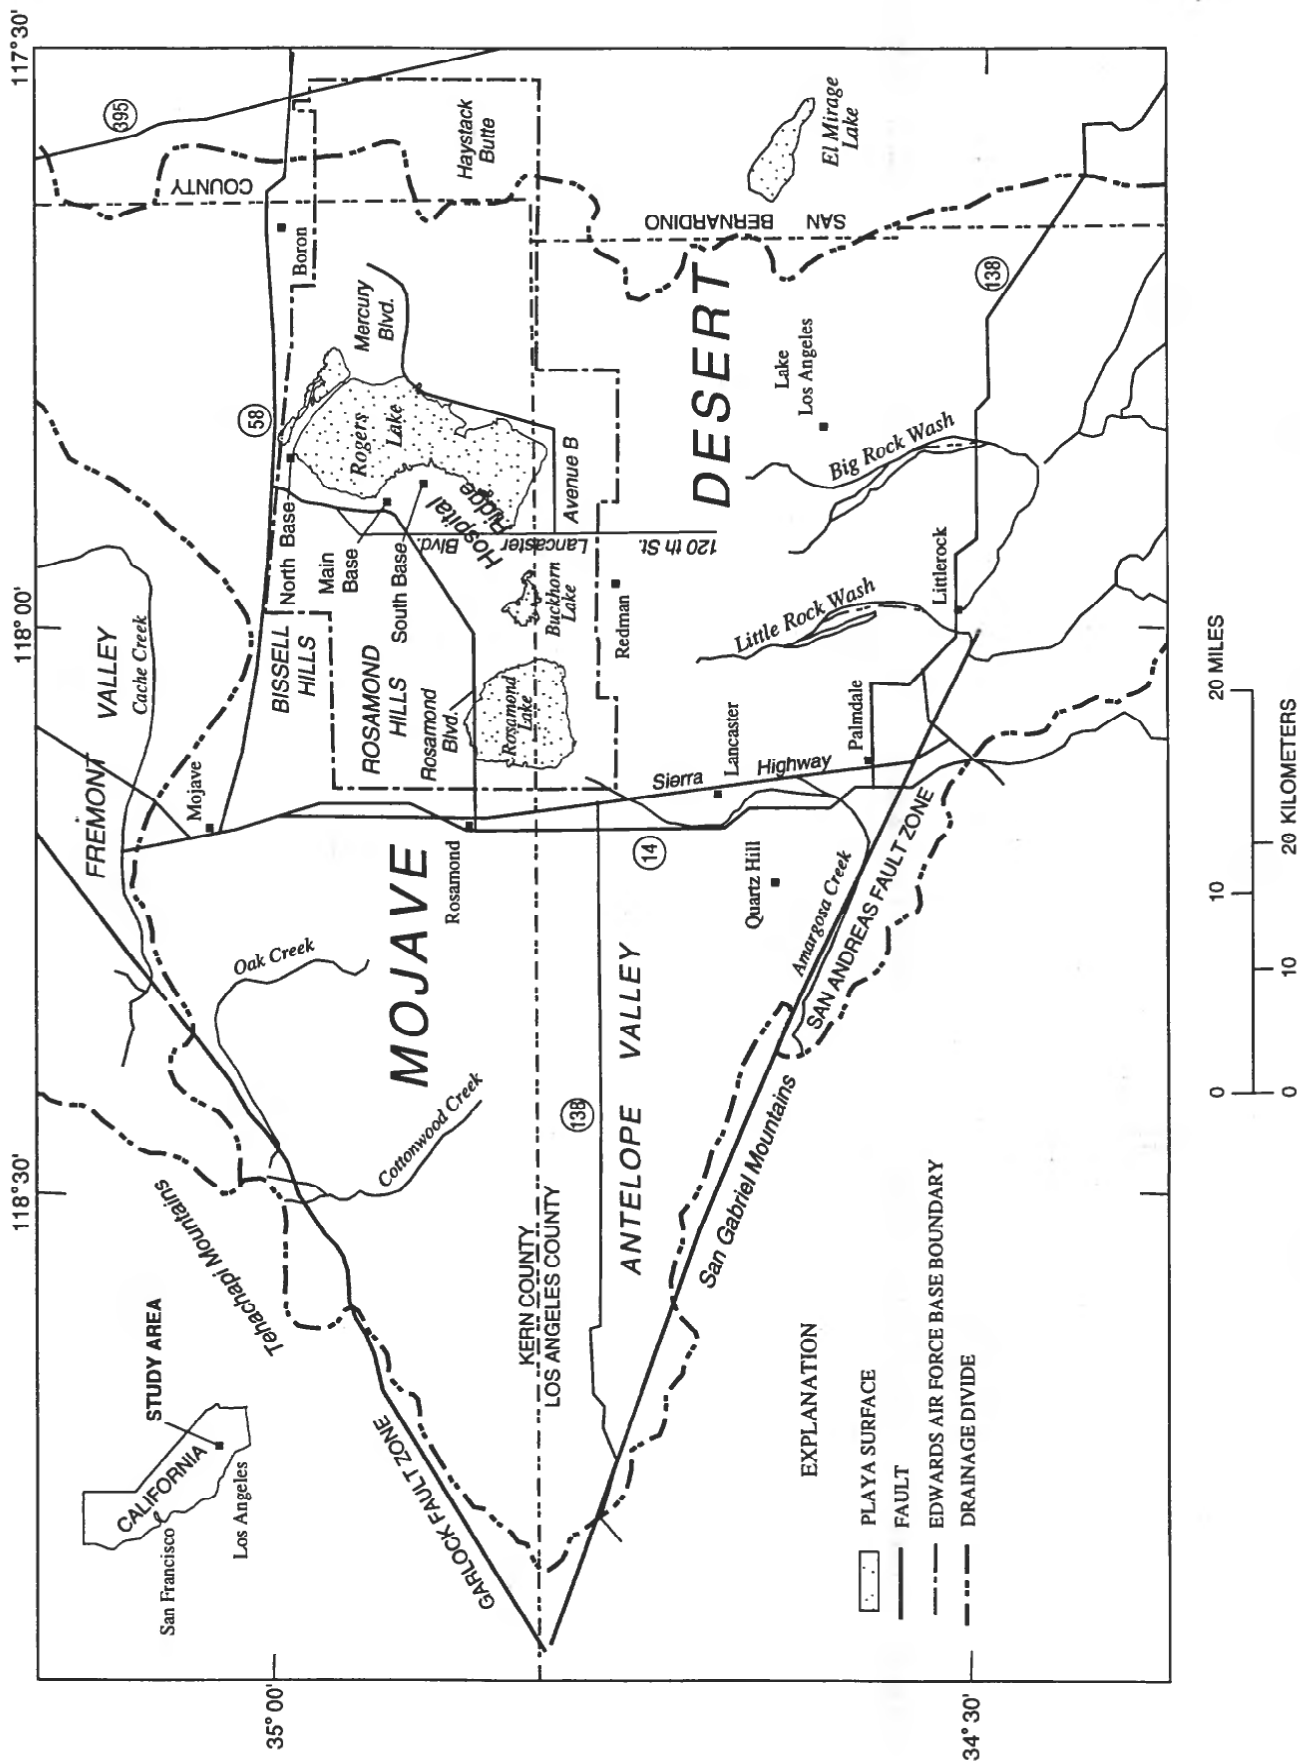 117°30'
118° 00'
118°30'
35° 00'
34° 30'
395
COUNTY
Haystack
Butte
El Mirage
Lake
SAN BERNARDINO
Boron
Mercury
Blvd.
58
138
Rogers
Lake
DESERT
Lake
Los Angeles
Big Rock Wash
Avenue B
Hospital
Ridge
Lancaster Blvd.
120 th St.
North Base
Main
Base
South Base
Buckhorn
Lake
Redman
Little Rock Wash
Littlerock
FREMONT VALLEY
Cache Creek
BISSELL
HILLS
ROSAMOND
HILLS
Rosamond
Blvd.
Rosamond
Lake
Mojave
Sierra Highway
Lancaster
Palmdale
Rosamond
14
Quartz Hill
MOJAVE
Oak Creek
Amargosa Creek
SAN ANDREAS FAULT ZONE
ANTELOPE VALLEY
138
Cottonwood Creek
San Gabriel Mountains
Tehachapi Mountains
KERN COUNTY
LOS ANGELES COUNTY
GARLOCK FAULT ZONE
STUDY AREA
CALIFORNIA
San Francisco
Los Angeles
EXPLANATION
PLAYA SURFACE
FAULT
EDWARDS AIR FORCE BASE BOUNDARY
DRAINAGE DIVIDE
0 10 20 MILES
0 10 20 KILOMETERS